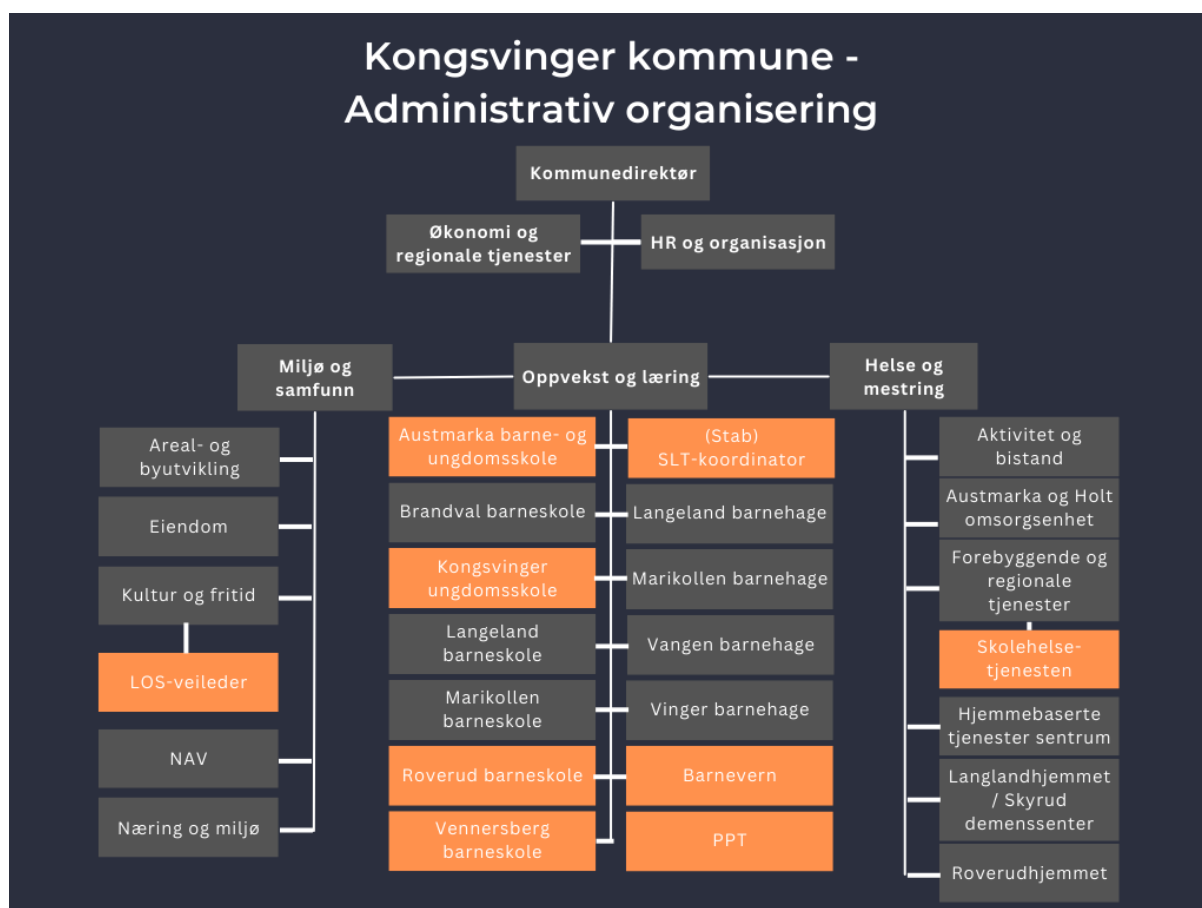 Kongsvinger kommune -
Administrativ organisering
Kommunedirektør
Økonomi og
regionale tjenester
HR og organisasjon
Miljø og
samfunn
Oppvekst og læring
Helse og
mestring
Areal- og
byutvikling
Eiendom
Kultur og fritid
LOS-veileder
NAV
Næring og miljø
Austmarka barne- og
ungdomsskole
Brandval barneskole
Kongsvinger
ungdomsskole
Langeland
barneskole
Marikollen
barneskole
Roverud barneskole
Vennersberg
barneskole
(Stab)
SLT-koordinator
Langeland barnehage
Marikollen barnehage
Vangen barnehage
Vinger barnehage
Barnevern
PPT
Aktivitet og
bistand
Austmarka og Holt
omsorgsenhet
Forebyggende og
regionale
tjenester
Skolehelse-
tjenesten
Hjemmebaserte
tjenester sentrum
Langlandhjemmet
/ Skyrud
demenssenter
Roverudhjemmet